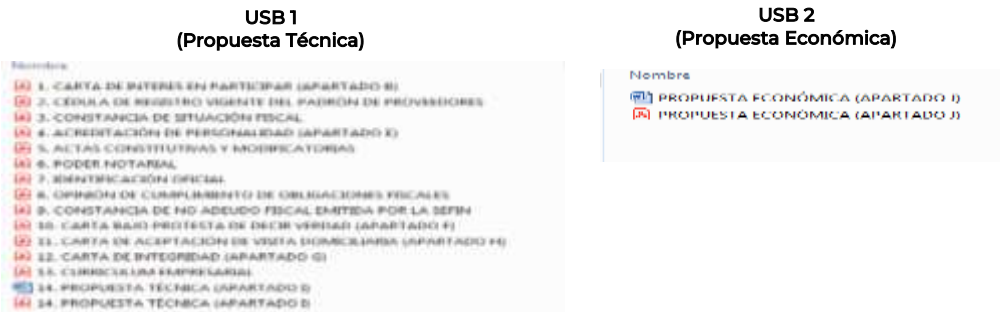 USB 1
(Propuesta Técnica)
Nombre
1. CARTA DE INTERES EN PARTICIPAR (APARTADO B)
2. CÉDULA DE REGISTRO VIGENTE DEL PADRÓN DE PROVEEDORES
3. CONSTANCIA DE SITUACIÓN FISCAL
4. ACREDITACIÓN DE PERSONALIDAD (APARTADO E)
5. ACTAS CONSTITUTIVAS Y MODIFICATORIAS
6. PODER NOTARIAL
7. IDENTIFICACIÓN OFICIAL
8. OPINIÓN DE CUMPLIMIENTO DE OBLIGACIONES FISCALES
9. CONSTANCIA DE NO ADEUDO FISCAL EMITIDA POR LA SEFIN
10. CARTA BAJO PROTESTA DE DECIR VERDAD (APARTADO F)
11. CARTA DE ACEPTACIÓN DE VISITA DOMICILIARIA (APARTADO H)
12. CARTA DE INTEGRIDAD (APARTADO G)
13. CURRICULUM EMPRESARIAL
14. PROPUESTA TÉCNICA (APARTADO I)
14. PROPUESTA TÉCNICA (APARTADO I)
USB 2
(Propuesta Económica)
Nombre
PROPUESTA ECONÓMICA (APARTADO J)
PROPUESTA ECONÓMICA (APARTADO J)